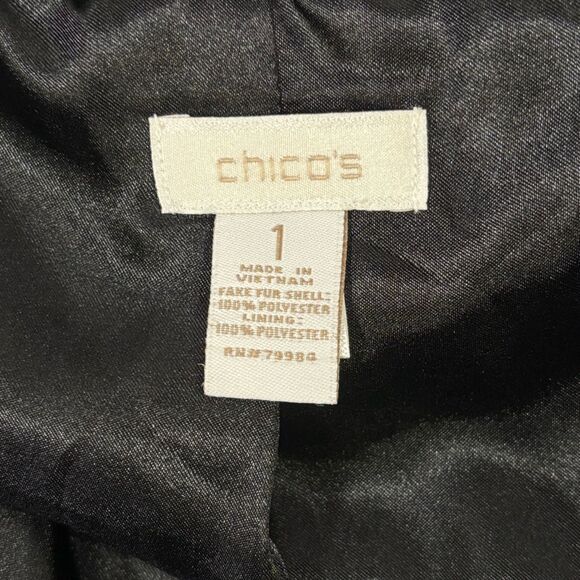 chico's
1
MADE IN
VIETNAM
FAKE FUR SHELL:
100% POLYESTER
LINING:
100% POLYESTER
RN#79984